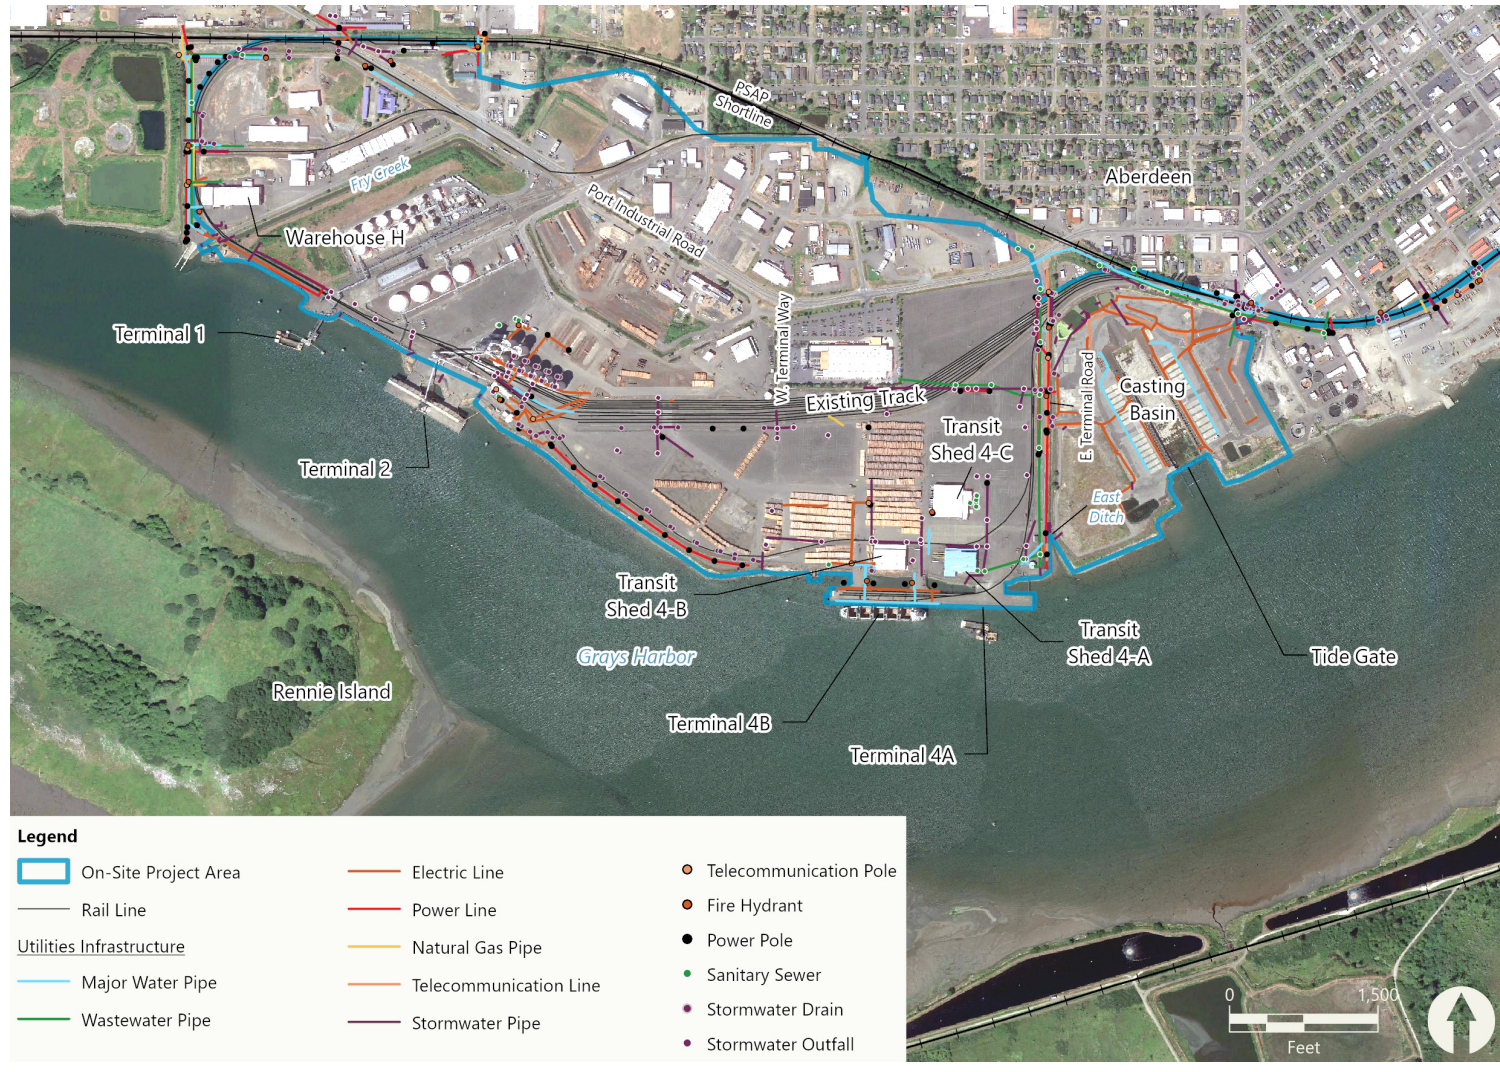 PSAP
Shortline
Aberdeen
Fry Creek
Port Industrial Road
Warehouse H
Terminal 1
W. Terminal Way
E. Terminal Road
Casting
Basin
Existing Track
Transit
Shed 4-C
Terminal 2
East
Ditch
Transit
Shed 4-B
Transit
Shed 4-A
Grays Harbor
Tide Gate
Rennie Island
Terminal 4B
Terminal 4A
Legend
On-Site Project Area
Rail Line
Utilities Infrastructure
Major Water Pipe
Wastewater Pipe
Electric Line
Power Line
Natural Gas Pipe
Telecommunication Line
Stormwater Pipe
Telecommunication Pole
Fire Hydrant
Power Pole
Sanitary Sewer
Stormwater Drain
Stormwater Outfall
0 1,500
Feet